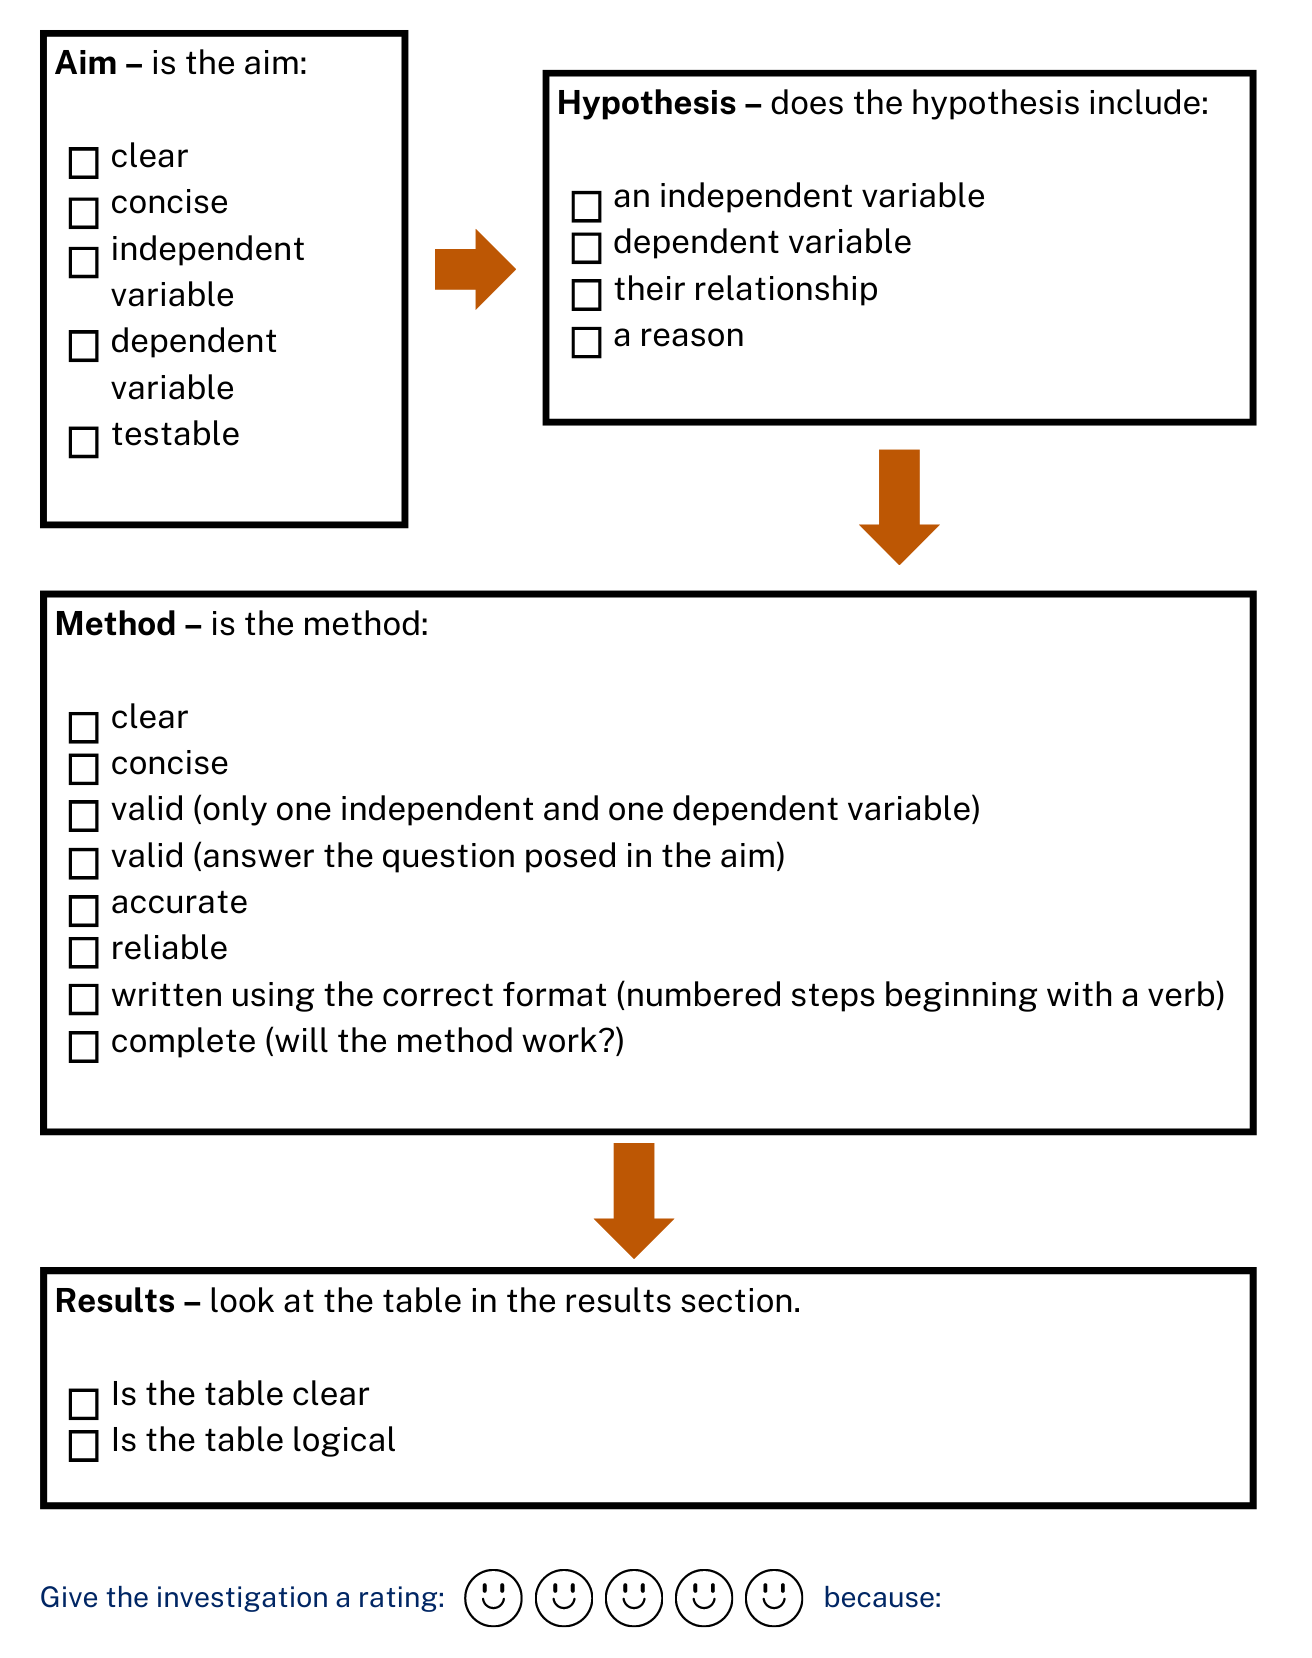 Aim – is the aim:
clear
concise
independent
variable
dependent
variable
testable
Hypothesis – does the hypothesis include:
an independent variable
dependent variable
their relationship
a reason
Method – is the method:
clear
concise
valid (only one independent and one dependent variable)
valid (answer the question posed in the aim)
accurate
reliable
written using the correct format (numbered steps beginning with a verb)
complete (will the method work?)
Results – look at the table in the results section.
Is the table clear
Is the table logical
Give the investigation a rating: because: